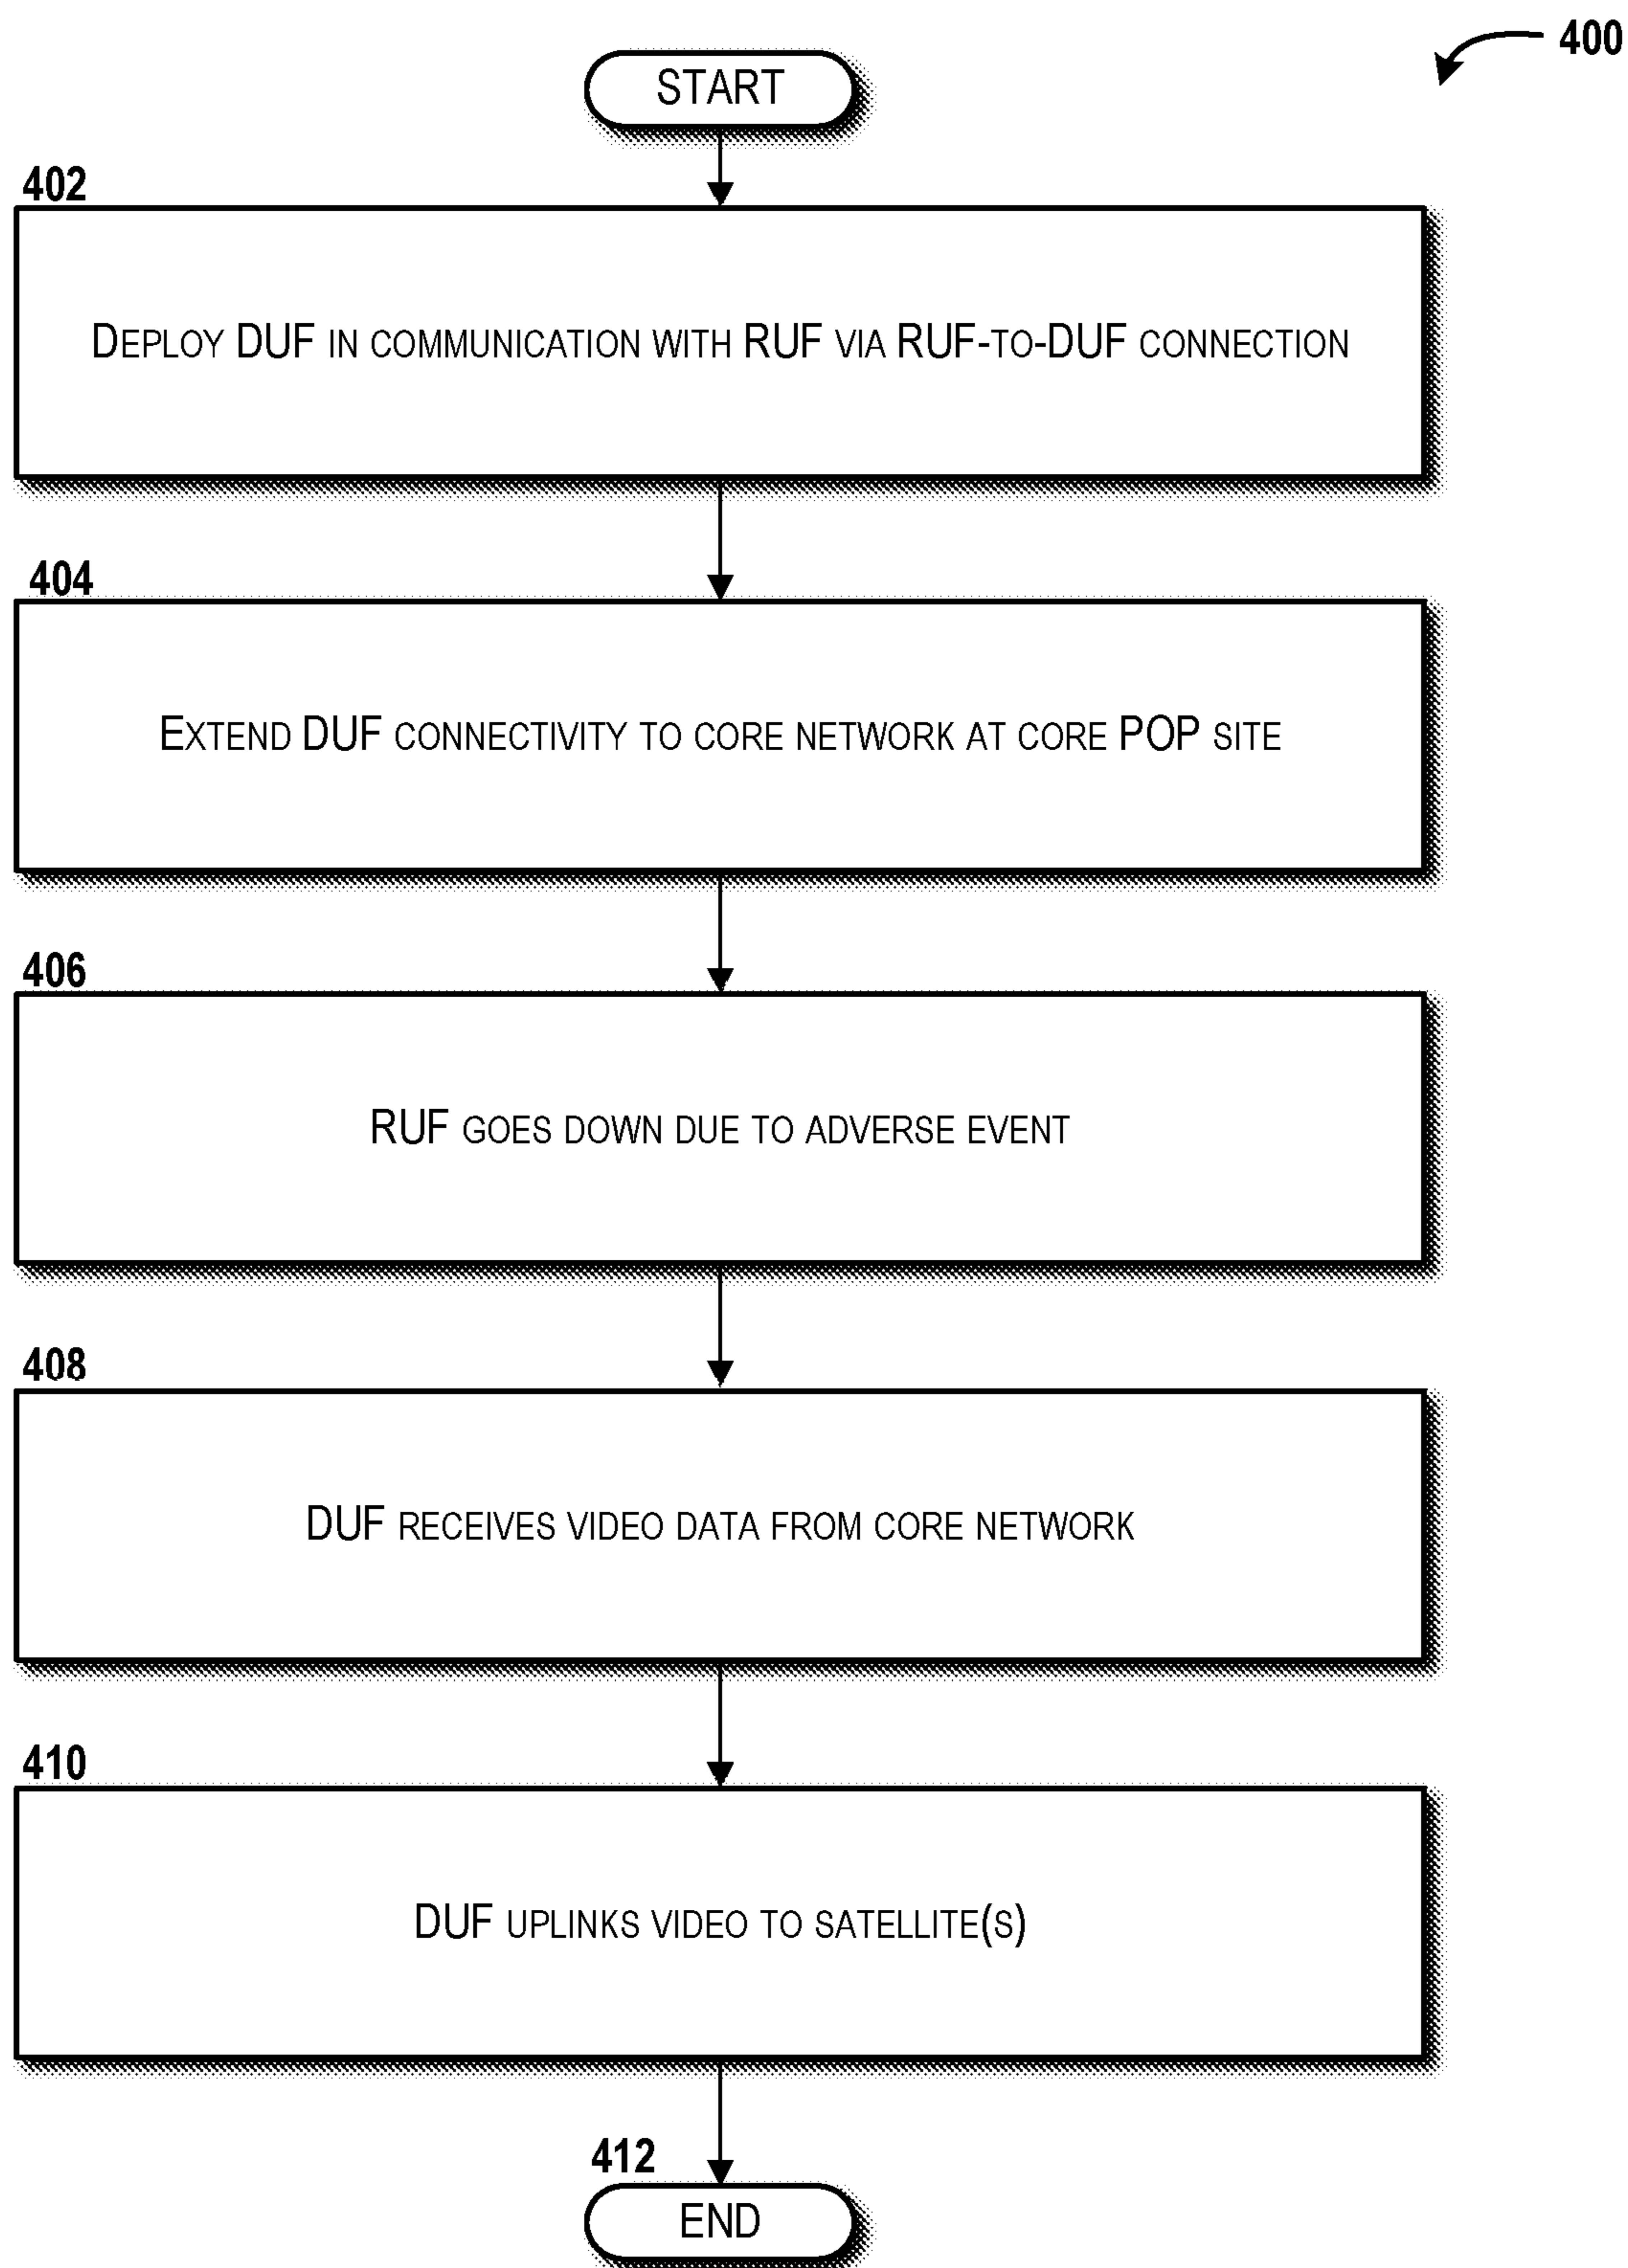 400
START
402
DEPLOY DUF IN COMMUNICATION WITH RUF VIA RUF-TO-DUF CONNECTION
404
EXTEND DUF CONNECTIVITY TO CORE NETWORK AT CORE POP SITE
406
RUF GOES DOWN DUE TO ADVERSE EVENT
408
DUF RECEIVES VIDEO DATA FROM CORE NETWORK
410
DUF UPLINKS VIDEO TO SATELLITE(S)
412
END